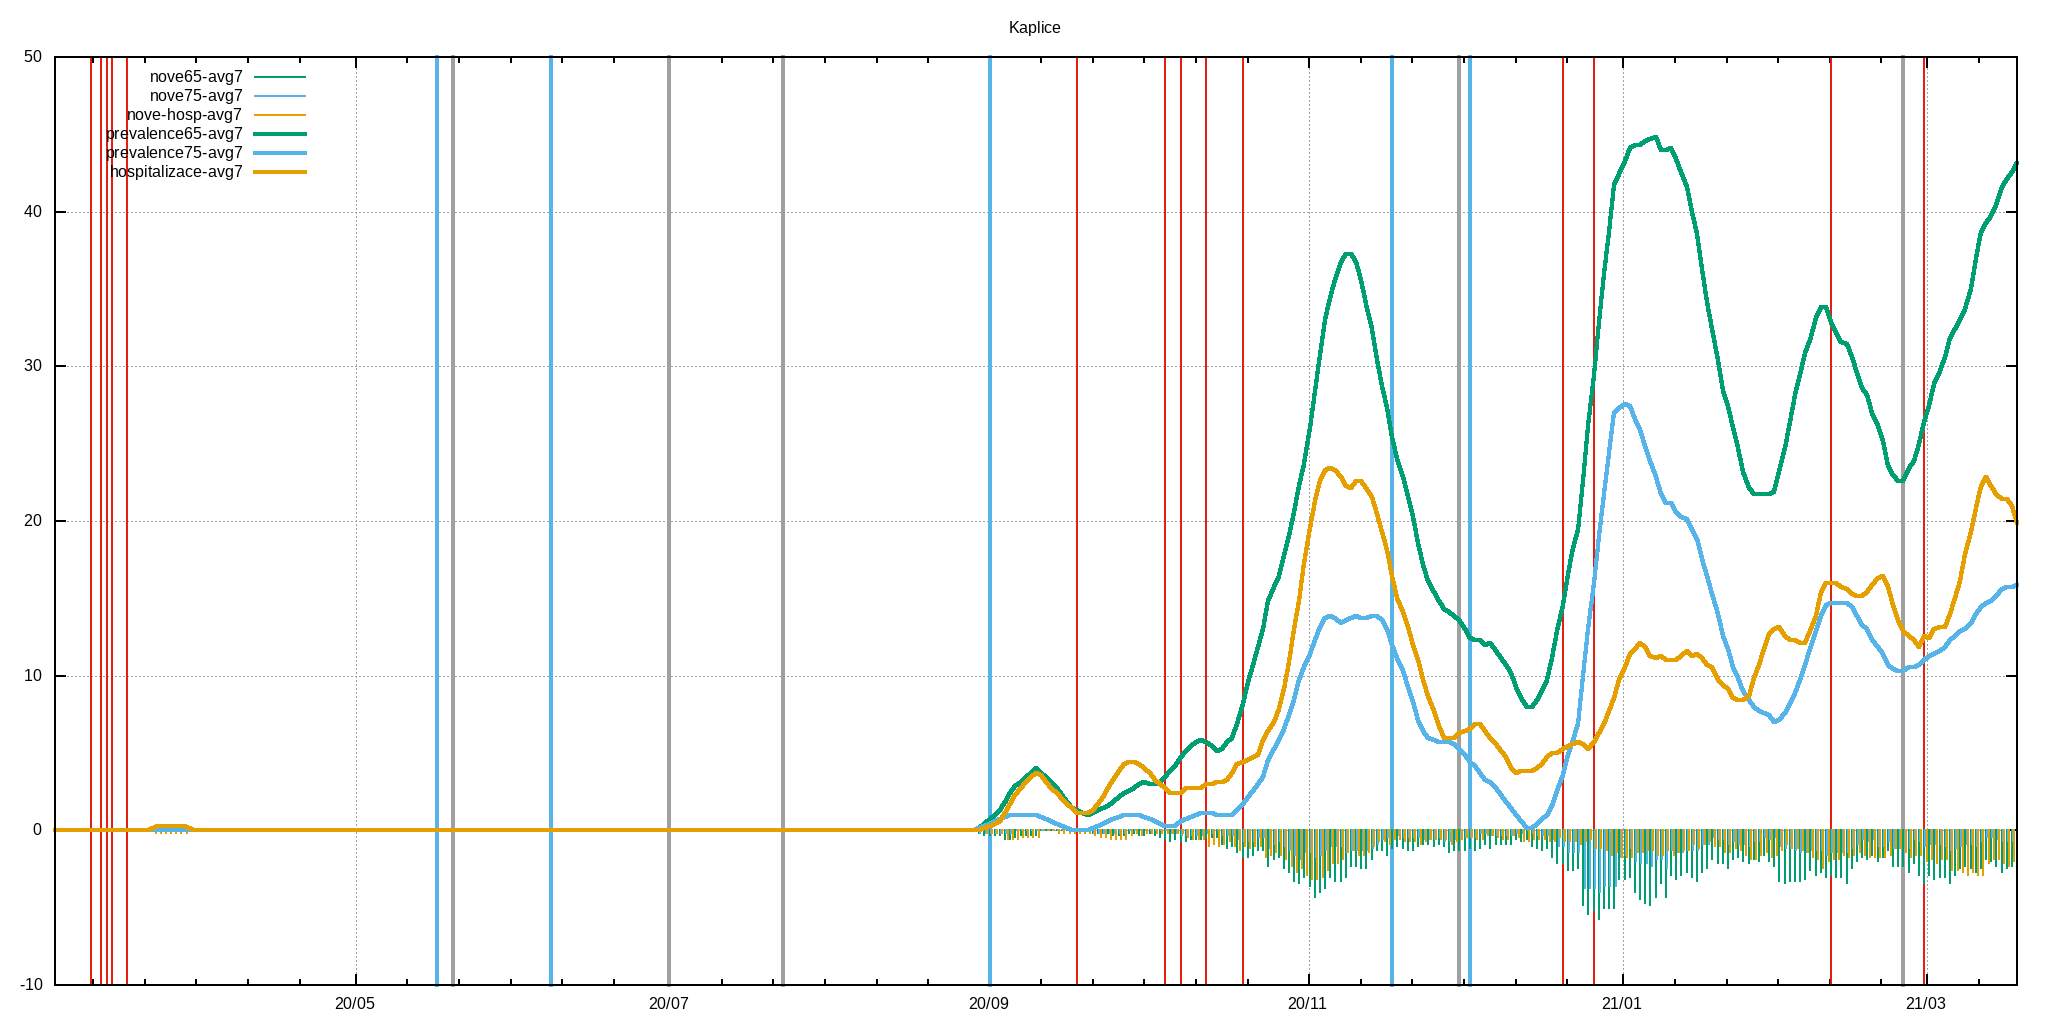 Kaplice
50
nove65-avg7
nove75-avg7
nove-hosp-avg7
prevalence65-avg7
prevalence75-avg7
hospitalizace-avg7
40
30
20
10
0
-10
20/05 20/07 20/09 20/11 21/01 21/03